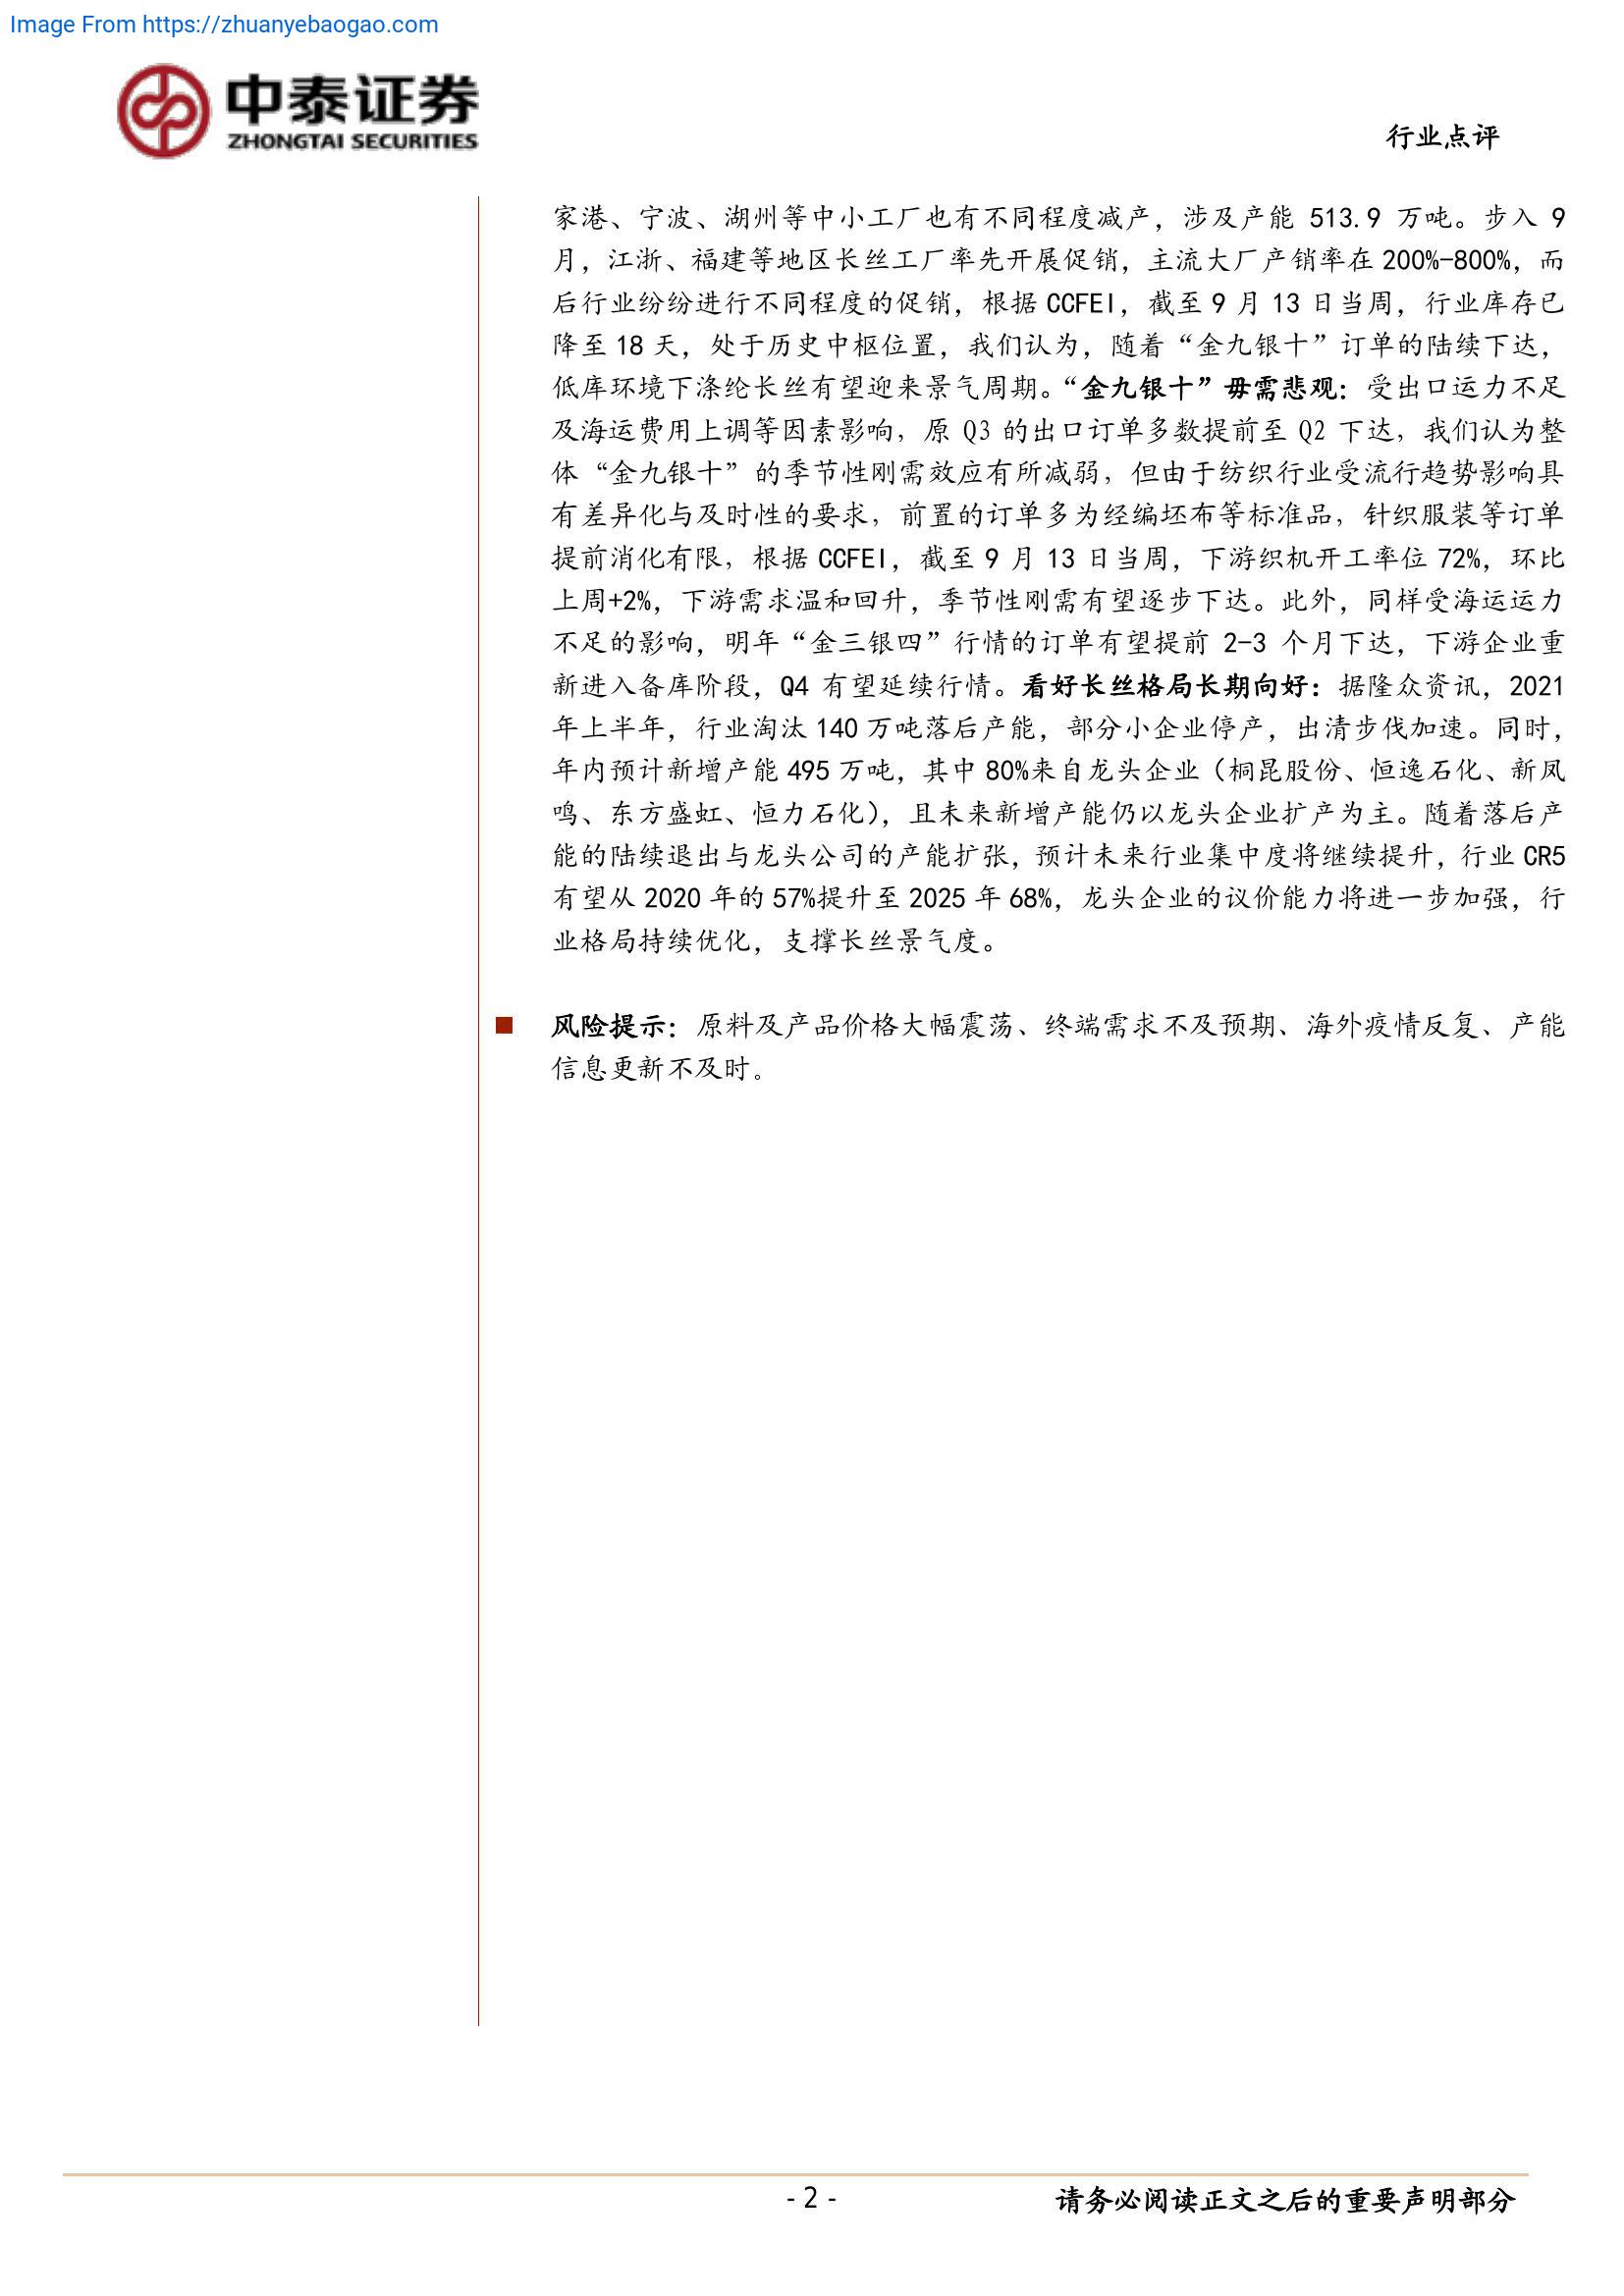 Image From https://zhuanyebaogao.com
中泰证券
ZHONGTAI SECURITIES
行业点评
家港、宁波、湖州等中小工厂也有不同程度减产，涉及产能 513.9 万吨。步入 9
月，江浙、福建等地区长丝工厂率先开展促销，主流大厂产销率在 200%-800%，而
后行业纷纷进行不同程度的促销，根据 CCFEI，截至 9 月 13 日当周，行业库存已
降至 18 天，处于历史中枢位置，我们认为，随着“金九银十”订单的陆续下达，
低库环境下涤纶长丝有望迎来景气周期。“金九银十”毋需悲观：受出口运力不足
及海运费用上调等因素影响，原 Q3 的出口订单多数提前至 Q2 下达，我们认为整
体“金九银十”的季节性刚需效应有所减弱，但由于纺织行业受流行趋势影响具
有差异化与及时性的要求，前置的订单多为经编坯布等标准品，针织服装等订单
提前消化有限，根据 CCFEI，截至 9 月 13 日当周，下游织机开工率位 72%，环比
上周+2%，下游需求温和回升，季节性刚需有望逐步下达。此外，同样受海运运力
不足的影响，明年“金三银四”行情的订单有望提前 2-3 个月下达，下游企业重
新进入备库阶段，Q4 有望延续行情。看好长丝格局长期向好：据隆众资讯，2021
年上半年，行业淘汰 140 万吨落后产能，部分小企业停产，出清步伐加速。同时，
年内预计新增产能 495 万吨，其中 80%来自龙头企业（桐昆股份、恒逸石化、新凤
鸣、东方盛虹、恒力石化），且未来新增产能仍以龙头企业扩产为主。随着落后产
能的陆续退出与龙头公司的产能扩张，预计未来行业集中度将继续提升，行业 CR5
有望从 2020 年的 57%提升至 2025 年 68%，龙头企业的议价能力将进一步加强，行
业格局持续优化，支撑长丝景气度。
■ 风险提示：原料及产品价格大幅震荡、终端需求不及预期、海外疫情反复、产能
信息更新不及时。
- 2 -
请务必阅读正文之后的重要声明部分